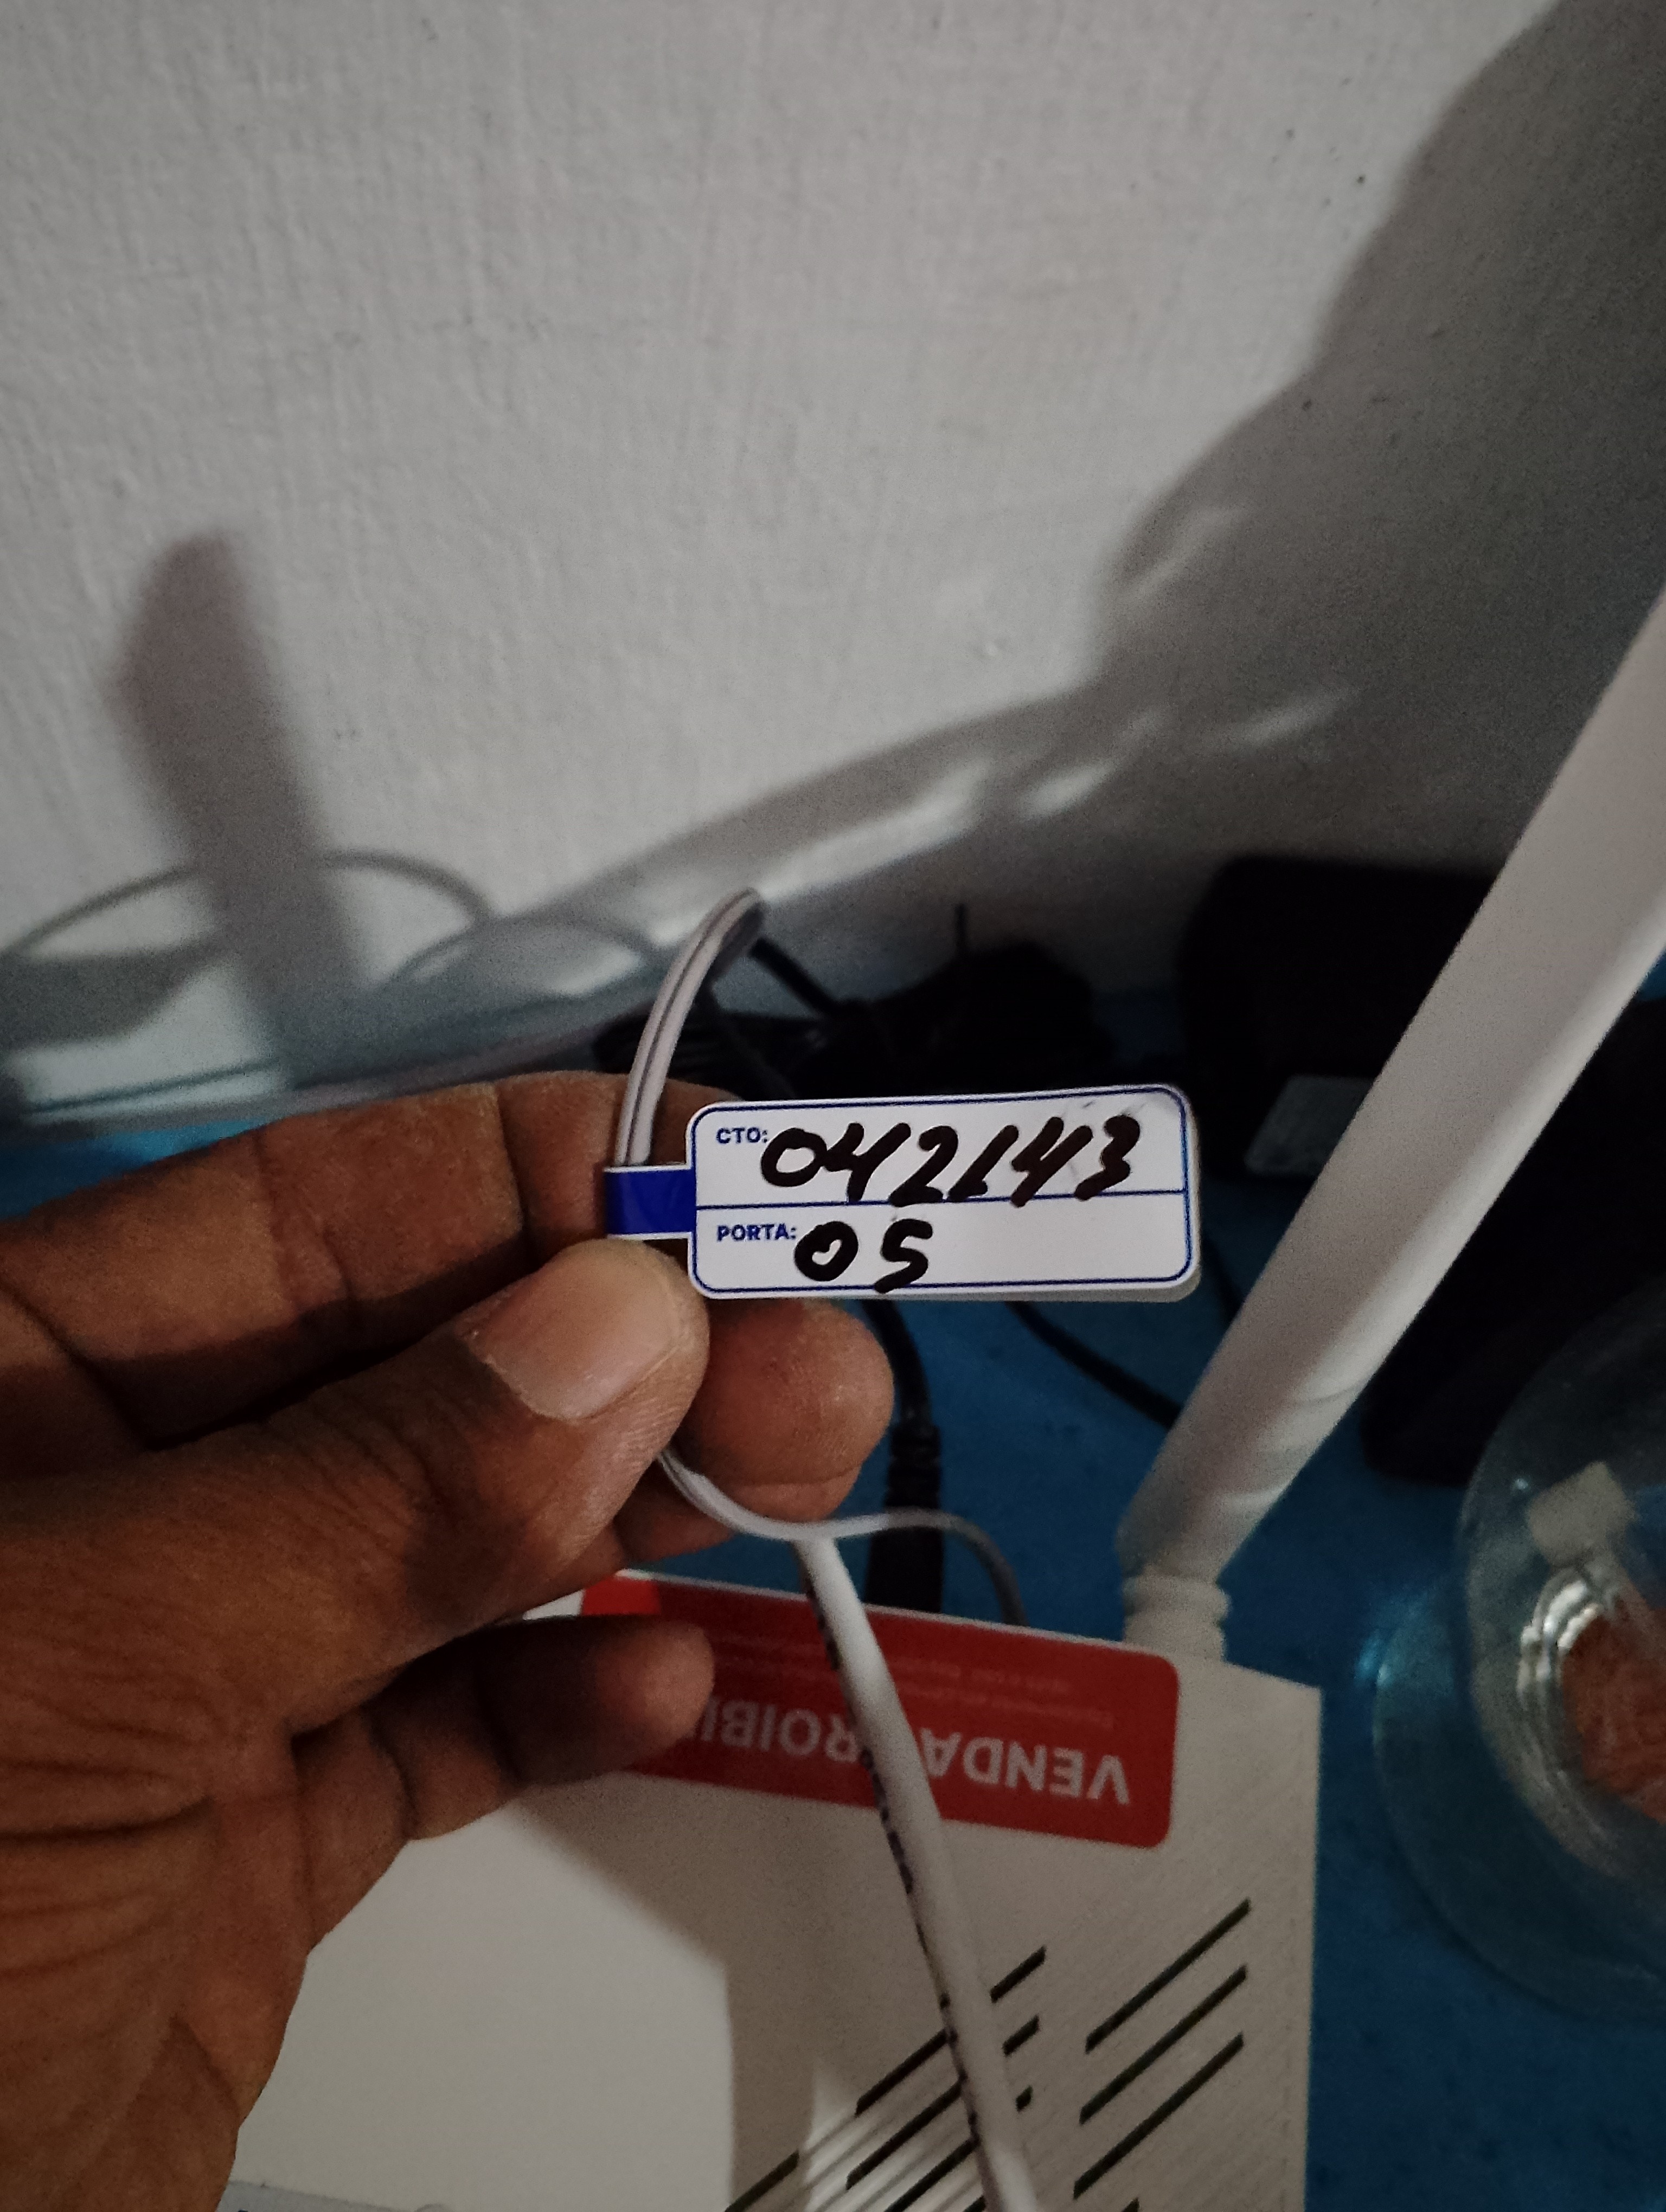 CTO: 042143
PORTA: 05
VENDA PROIBI